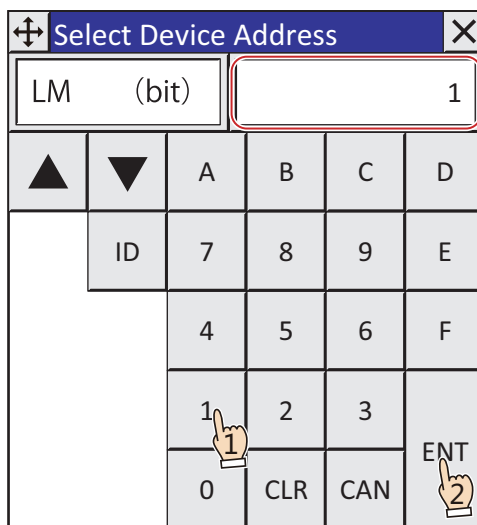 Select Device Address
LM (bit) 1
A B C D
ID 7 8 9 E
4 5 6 F
1 2 3
1
ENT
2
0 CLR CAN